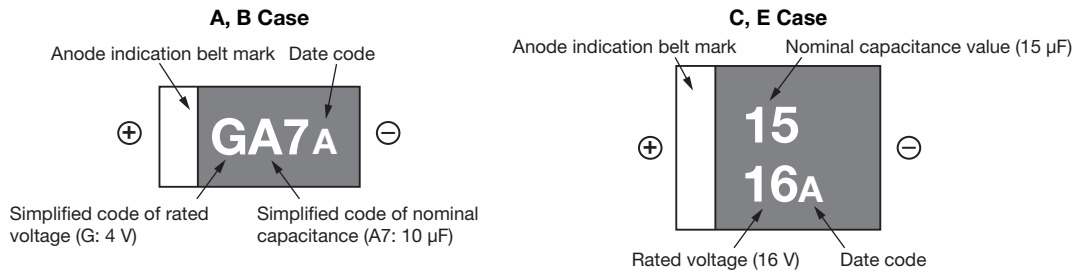 A, B Case
Anode indication belt mark Date code
⊕ GA7A ⊖
Simplified code of rated
voltage (G: 4 V)
Simplified code of nominal
capacitance (A7: 10 µF)
C, E Case
Anode indication belt mark Nominal capacitance value (15 µF)
15
⊕ ⊖
16A
Rated voltage (16 V) Date code